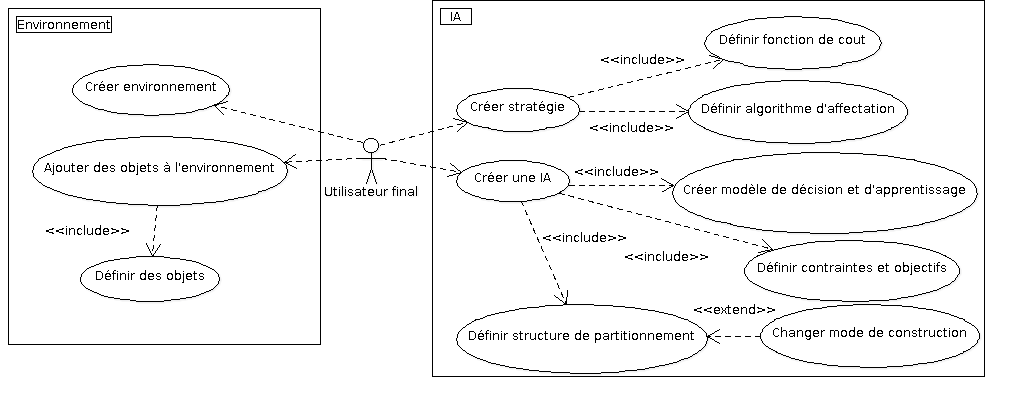 Environnement
Créer environnement
Ajouter des objets à l'environnement
<<include>>
Définir des objets
Utilisateur final
IA
Définir fonction de cout
<<include>>
Créer stratégie
Définir algorithme d'affectation
<<include>>
Créer une IA
<<include>>
Créer modèle de décision et d'apprentissage
<<include>>
<<include>>
Définir contraintes et objectifs
<<extend>>
Définir structure de partitionnement
Changer mode de construction